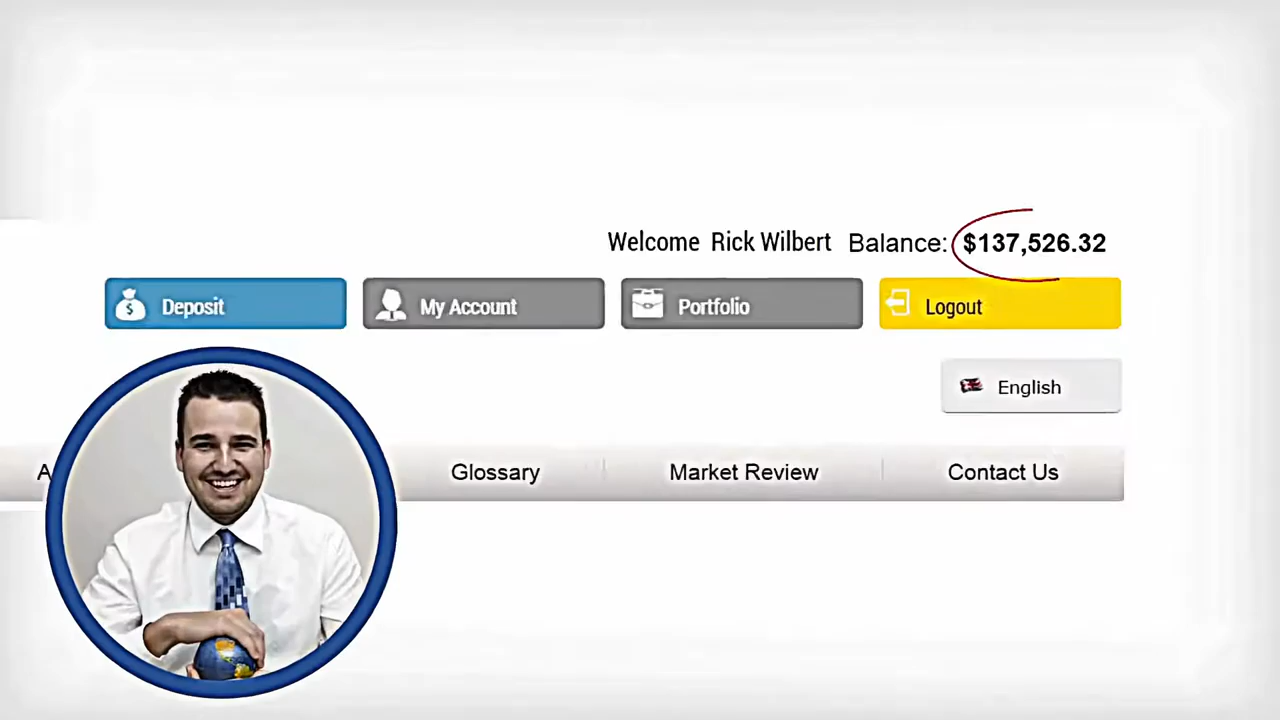 Welcome Rick Wilbert Balance: $137,526.32
Deposit My Account Portfolio Logout
English
A Glossary Market Review Contact Us